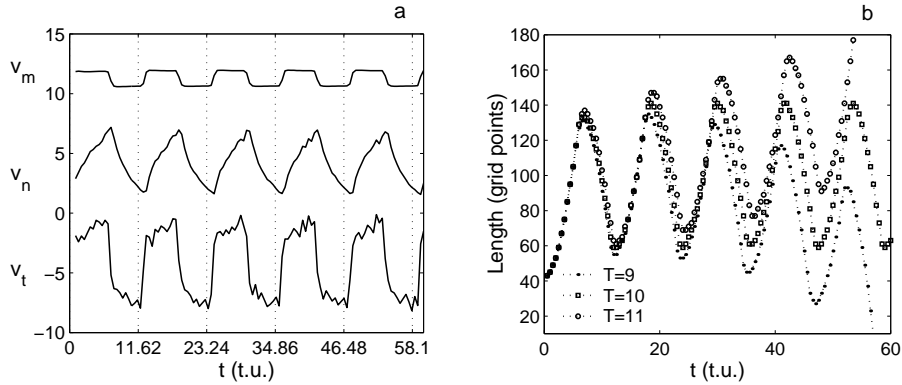 a
15
10
5
0
−5
−10
v_m
v_n
v_t
0 11.62 23.24 34.86 46.48 58.1
t (t.u.)
b
180
160
140
120
100
80
60
40
20
Length (grid points)
T=9
T=10
T=11
0 20 40 60
t (t.u.)